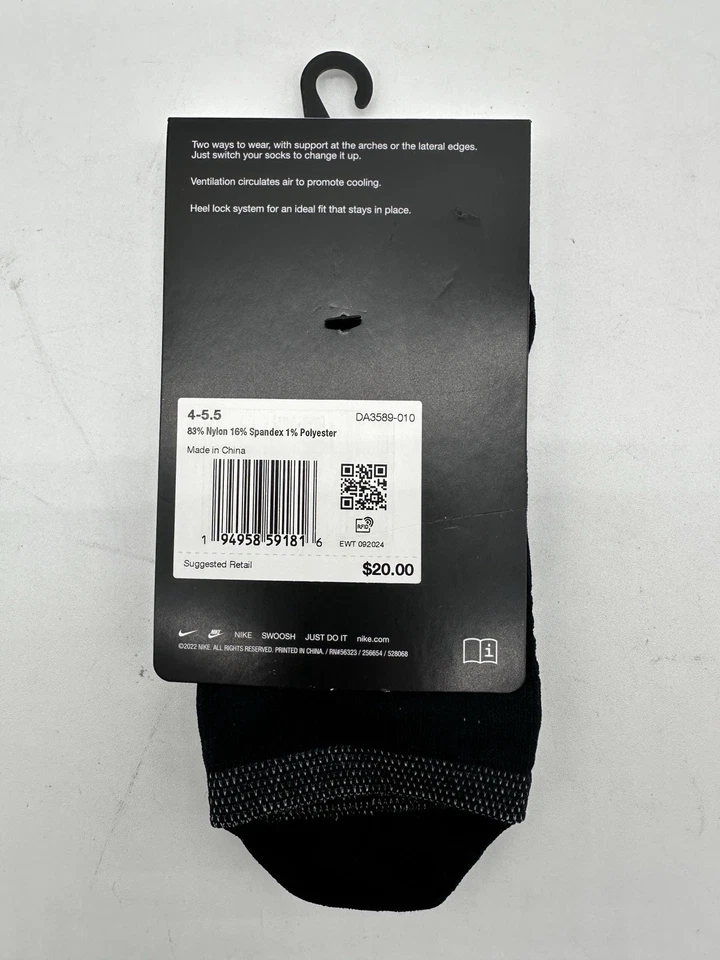 Two ways to wear, with support at the arches or the lateral edges.
Just switch your socks to change it up.
Ventilation circulates air to promote cooling.
Heel lock system for an ideal fit that stays in place.
4-5.5 DA3589-010
83% Nylon 16% Spandex 1% Polyester
Made in China
RFID
1 94958 59181 6 EWT 092024
Suggested Retail $20.00
NIKE NIKE SWOOSH JUST DO IT nike.com
©2022 NIKE. ALL RIGHTS RESERVED. PRINTED IN CHINA. / RN#56323 / 256654 / 528068
i